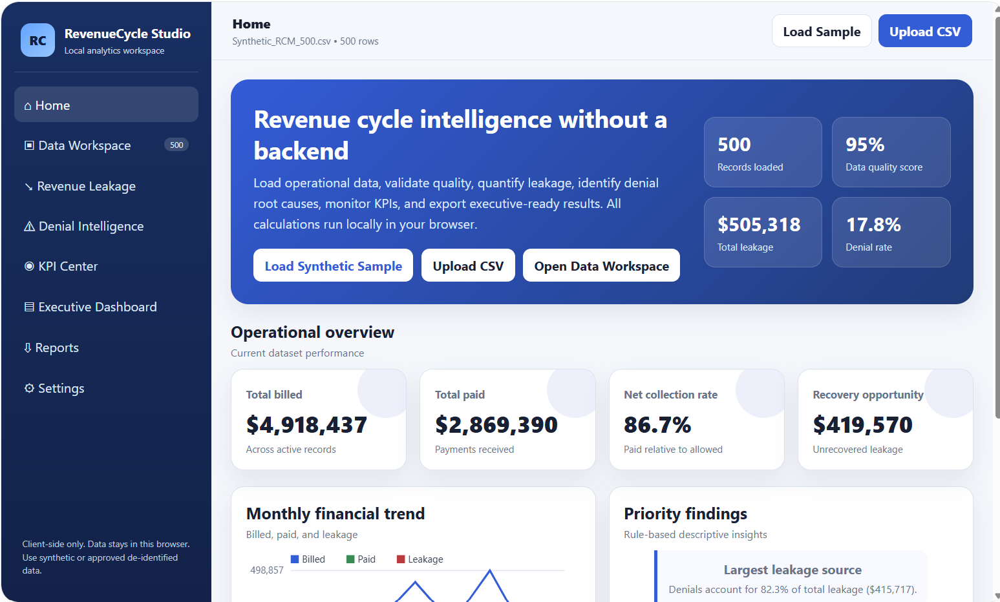 RC
RevenueCycle Studio
Local analytics workspace
Home
Data Workspace 500
Revenue Leakage
Denial Intelligence
KPI Center
Executive Dashboard
Reports
Settings
Client-side only. Data stays in this browser.
Use synthetic or approved de-identified
data.
Home
Synthetic_RCM_500.csv • 500 rows
Load Sample
Upload CSV
Revenue cycle intelligence without a
backend
Load operational data, validate quality, quantify leakage, identify denial
root causes, monitor KPIs, and export executive-ready results. All
calculations run locally in your browser.
Load Synthetic Sample
Upload CSV
Open Data Workspace
500
Records loaded
95%
Data quality score
$505,318
Total leakage
17.8%
Denial rate
Operational overview
Current dataset performance
Total billed
$4,918,437
Across active records
Total paid
$2,869,390
Payments received
Net collection rate
86.7%
Paid relative to allowed
Recovery opportunity
$419,570
Unrecovered leakage
Monthly financial trend
Billed, paid, and leakage
Billed Paid Leakage
498,857
Priority findings
Rule-based descriptive insights
Largest leakage source
Denials account for 82.3% of total leakage ($415,717).